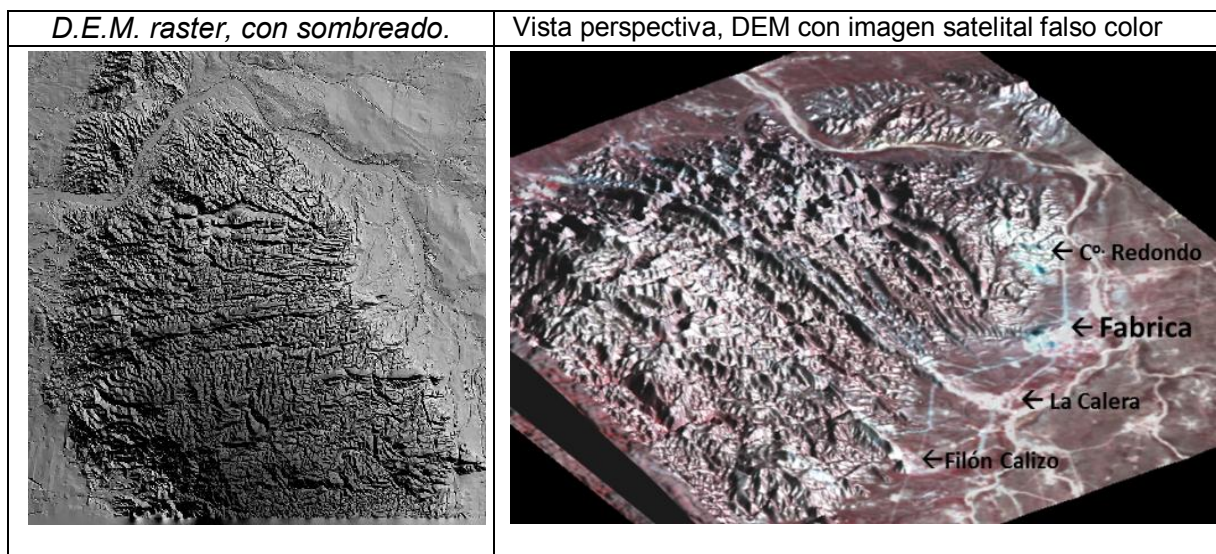 D.E.M. raster, con sombreado.
Vista perspectiva, DEM con imagen satelital falso color
← Cº. Redondo
← Fabrica
← La Calera
← Filón Calizo